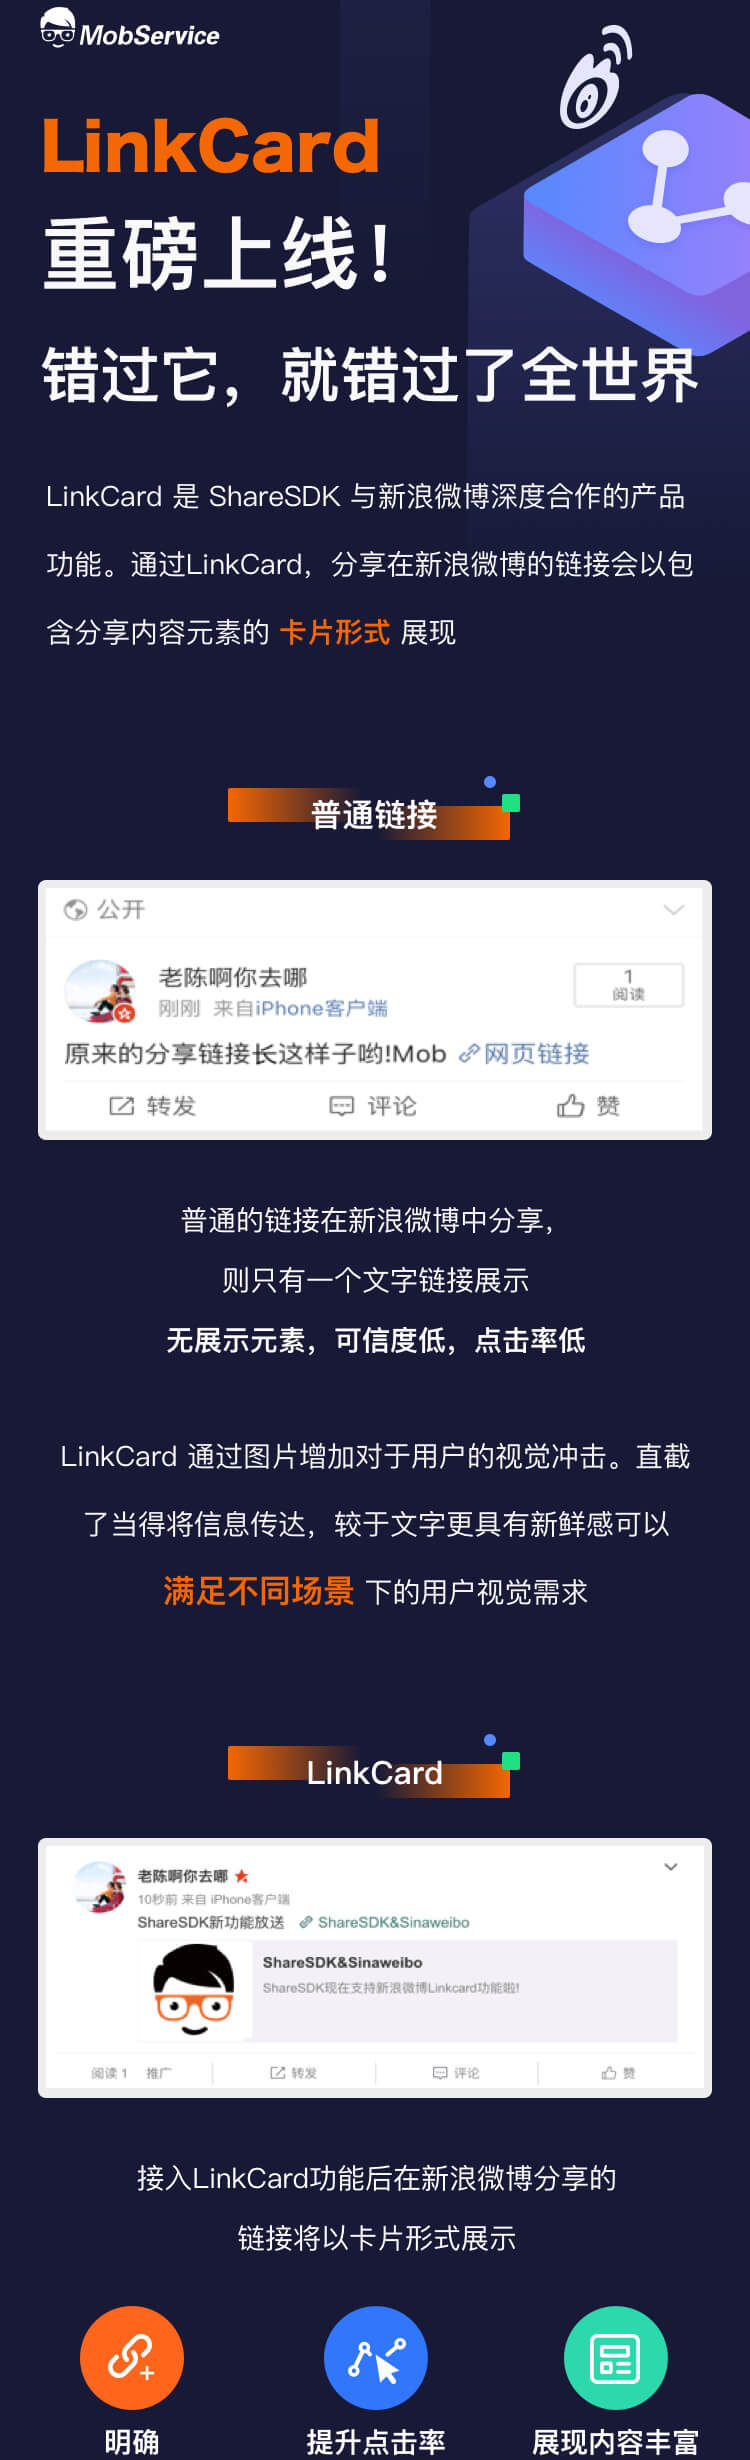 MobService
LinkCard
重磅上线！
错过它，就错过了全世界
LinkCard 是 ShareSDK 与新浪微博深度合作的产品
功能。通过LinkCard，分享在新浪微博的链接会以包
含分享内容元素的 卡片形式 展现
普通链接
公开
老陈啊你去哪
1
阅读
刚刚 来自iPhone客户端
原来的分享链接长这样子哟!Mob 网页链接
转发 评论 赞
普通的链接在新浪微博中分享，
则只有一个文字链接展示
无展示元素，可信度低，点击率低
LinkCard 通过图片增加对于用户的视觉冲击。直截
了当得将信息传达，较于文字更具有新鲜感可以
满足不同场景 下的用户视觉需求
LinkCard
老陈啊你去哪
10秒前 来自 iPhone客户端
ShareSDK新功能放送 ShareSDK&Sinaweibo
ShareSDK&Sinaweibo
ShareSDK现在支持新浪微博Linkcard功能啦!
阅读 1 推广 转发 评论 赞
接入LinkCard功能后在新浪微博分享的
链接将以卡片形式展示
明确 提升点击率 展现内容丰富